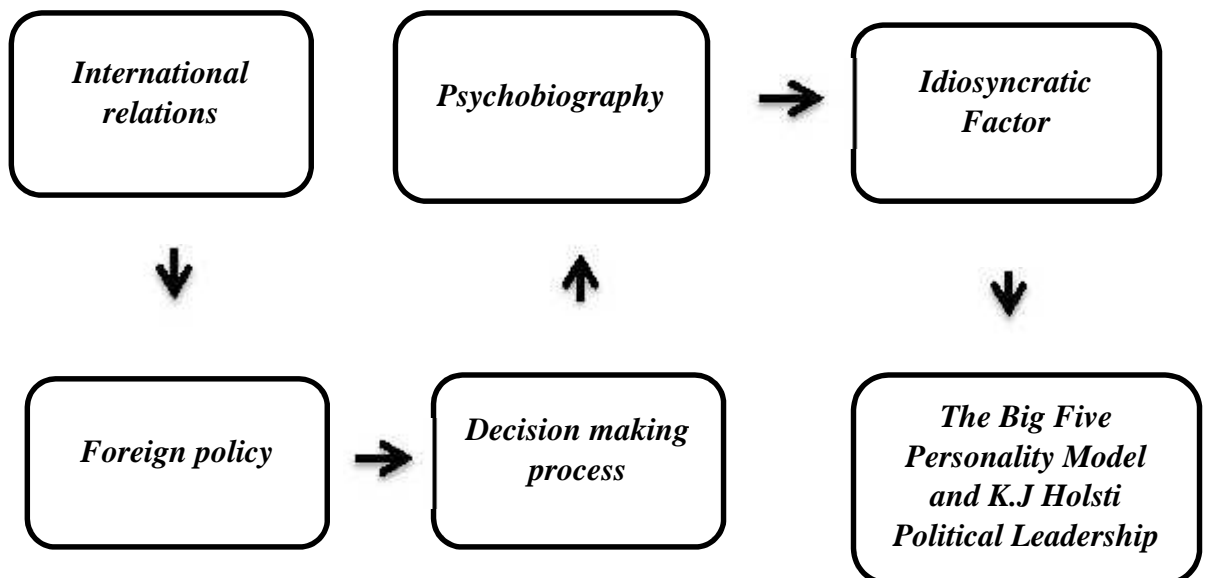 International
relations
Psychobiography
Idiosyncratic
Factor
Foreign policy
Decision making
process
The Big Five
Personality Model
and K.J Holsti
Political Leadership